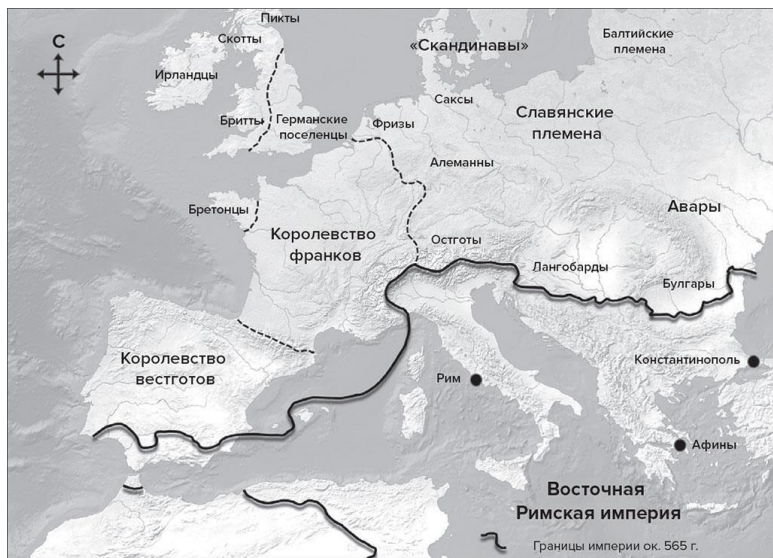 Пикты
Скотты
С
Ирландцы
Бритты
Германские
поселенцы
Фризы
Саксы
«Скандинавы»
Балтийские
племена
Славянские
племена
Алеманны
Бретонцы
Королевство
франков
Остготы
Лангобарды
Авары
Булгары
Королевство
вестготов
Рим
Константинополь
Афины
Восточная
Римская империя
Границы империи ок. 565 г.